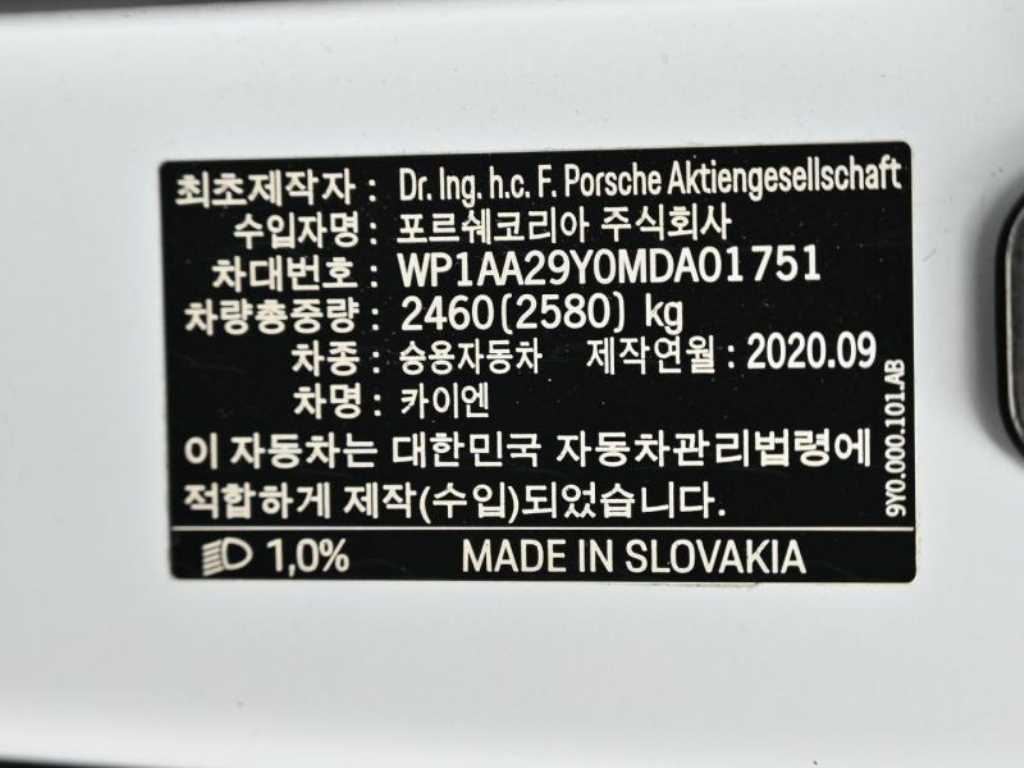 최초제작자 : Dr. Ing. h.c. F. Porsche Aktiengesellschaft
수입자명 : 포르쉐코리아 주식회사
차대번호 : WP1AA29Y0MDA01751
차량총중량 : 2460(2580) kg
차종 : 승용자동차 제작연월 : 2020.09
차명 : 카이엔
이 자동차는 대한민국 자동차관리법령에
적합하게 제작(수입)되었습니다.
9Y0.000.101.AB
1,0% MADE IN SLOVAKIA